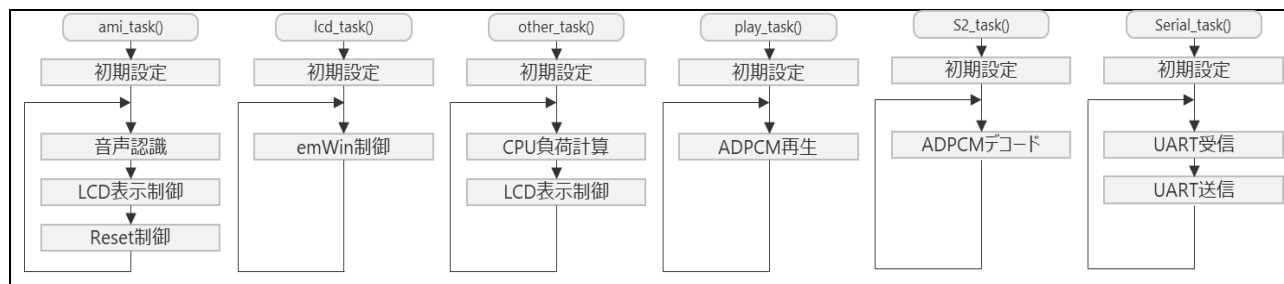 ami_task()
初期設定
音声認識
LCD表示制御
Reset制御
lcd_task()
初期設定
emWin制御
other_task()
初期設定
CPU負荷計算
LCD表示制御
play_task()
初期設定
ADPCM再生
S2_task()
初期設定
ADPCMデコード
Serial_task()
初期設定
UART受信
UART送信